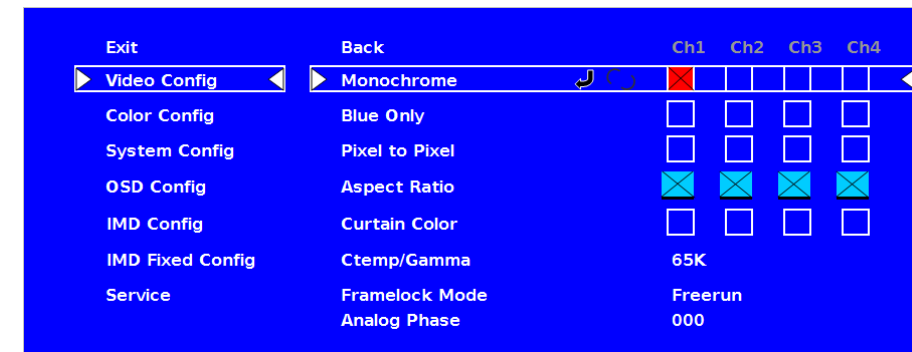 Exit Back Ch1 Ch2 Ch3 Ch4
Video Config Monochrome
Color Config Blue Only
System Config Pixel to Pixel
OSD Config Aspect Ratio
IMD Config Curtain Color
IMD Fixed Config Ctemp/Gamma 65K
Service Framelock Mode Freerun
Analog Phase 000